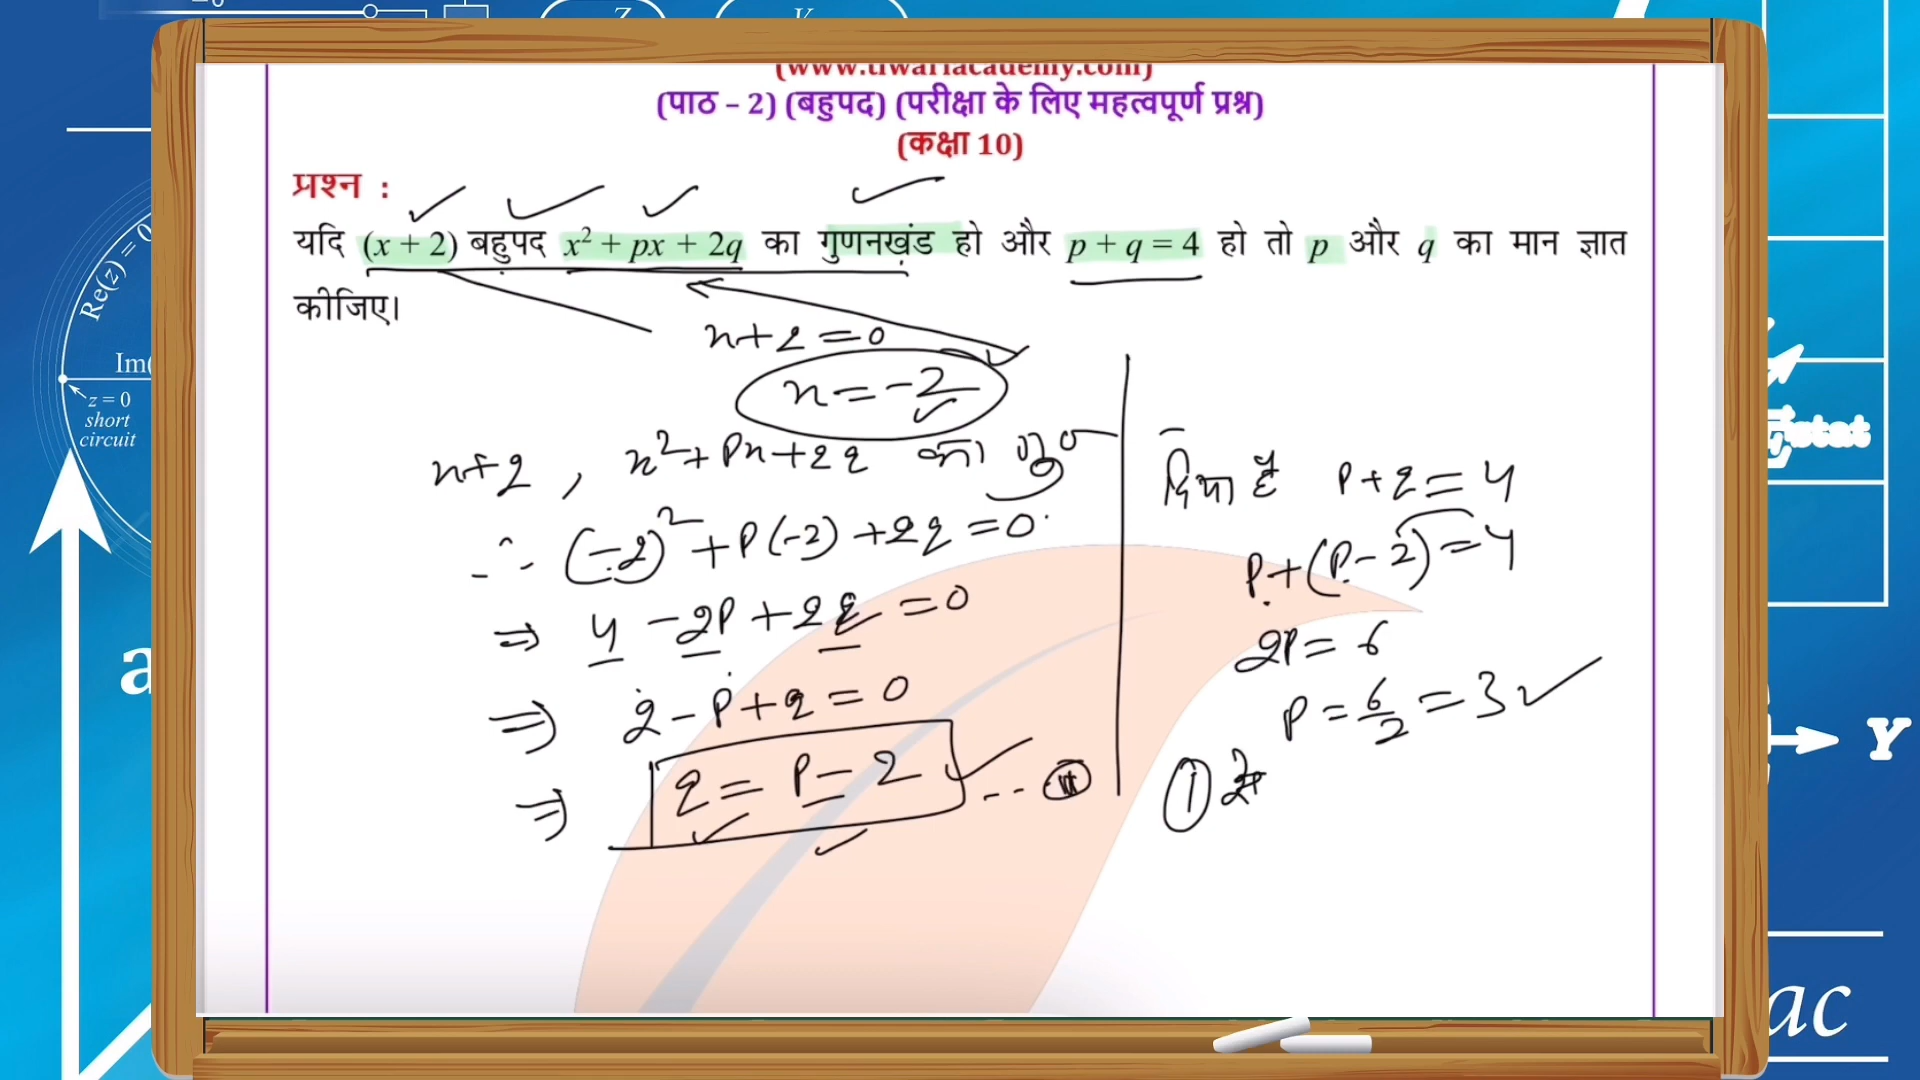 (www.tiwariacademy.com)
(पाठ – 2) (बहुपद) (परीक्षा के लिए महत्वपूर्ण प्रश्न)
(कक्षा 10)
प्रश्न :
यदि (x + 2) बहुपद x² + px + 2q का गुणनखंड हो और p + q = 4 हो तो p और q का मान ज्ञात
कीजिए।
x+2=0
x=-2
x+2, x²+Px+2q का गु०
∴ (-2)²+P(-2)+2q=0
⇒ 4-2P+2q=0
⇒ 2-P+q=0
⇒ q=P-2
दिया है P+q=4
P+(P-2)=4
2P=6
P=6/2=3
① से
Re(z) = 0
Im(
z = 0
short
circuit
a
Y
ac